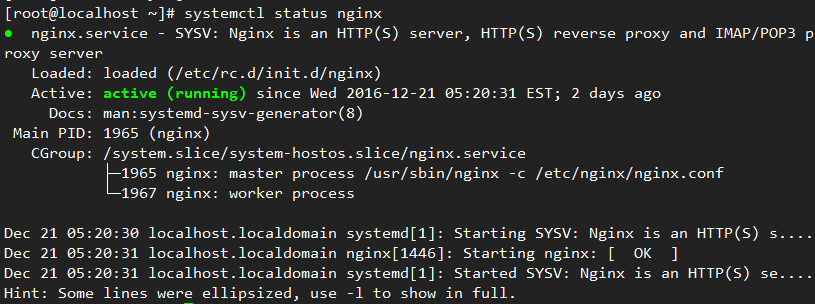 [root@localhost ~]# systemctl status nginx
● nginx.service - SYSV: Nginx is an HTTP(S) server, HTTP(S) reverse proxy and IMAP/POP3 p
roxy server
   Loaded: loaded (/etc/rc.d/init.d/nginx)
   Active: active (running) since Wed 2016-12-21 05:20:31 EST; 2 days ago
     Docs: man:systemd-sysv-generator(8)
 Main PID: 1965 (nginx)
   CGroup: /system.slice/system-hostos.slice/nginx.service
           ├─1965 nginx: master process /usr/sbin/nginx -c /etc/nginx/nginx.conf
           └─1967 nginx: worker process
Dec 21 05:20:30 localhost.localdomain systemd[1]: Starting SYSV: Nginx is an HTTP(S) s....
Dec 21 05:20:31 localhost.localdomain nginx[1446]: Starting nginx: [  OK  ]
Dec 21 05:20:31 localhost.localdomain systemd[1]: Started SYSV: Nginx is an HTTP(S) se....
Hint: Some lines were ellipsized, use -l to show in full.